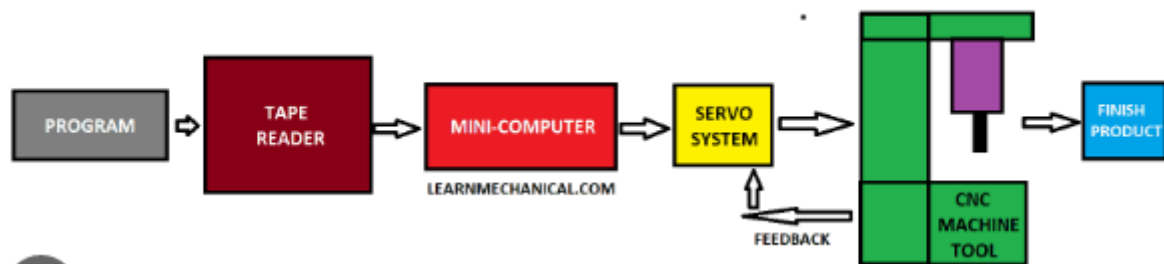 PROGRAM
TAPE
READER
MINI-COMPUTER
LEARNMECHANICAL.COM
SERVO
SYSTEM
FEEDBACK
CNC
MACHINE
TOOL
FINISH
PRODUCT